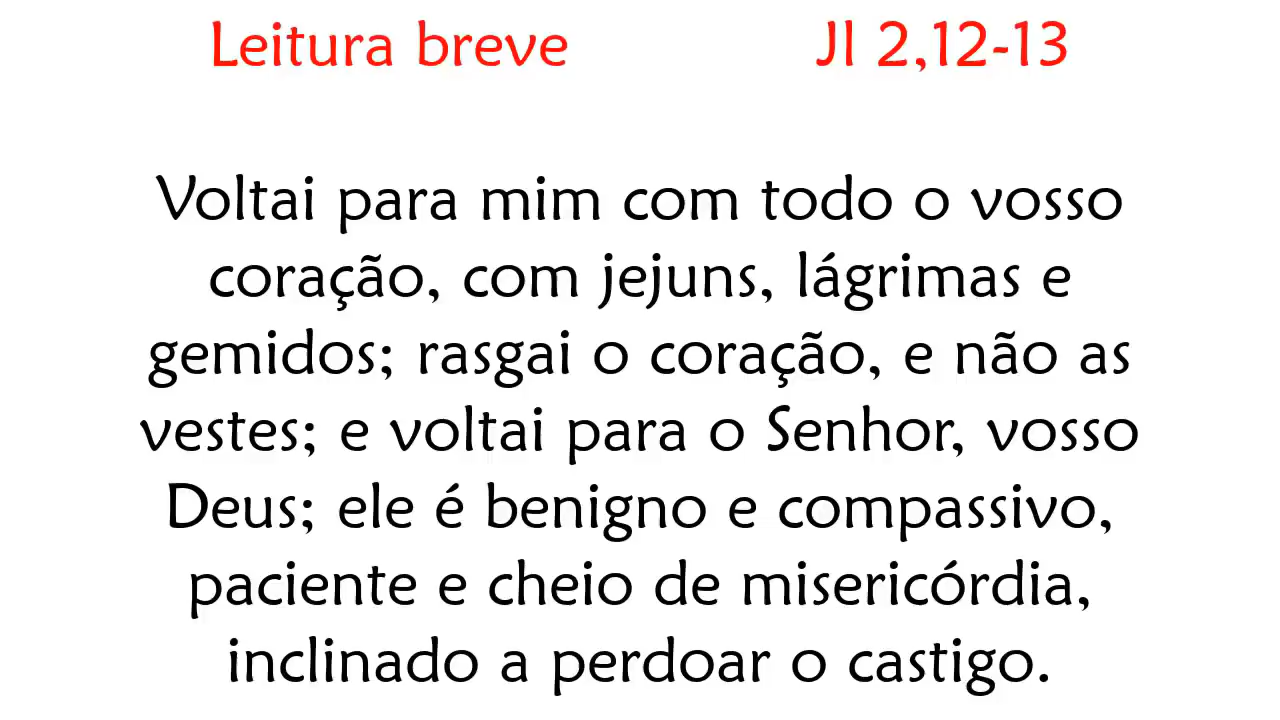 Leitura breve Jl 2,12-13
Voltai para mim com todo o vosso
coração, com jejuns, lágrimas e
gemidos; rasgai o coração, e não as
vestes; e voltai para o Senhor, vosso
Deus; ele é benigno e compassivo,
paciente e cheio de misericórdia,
inclinado a perdoar o castigo.